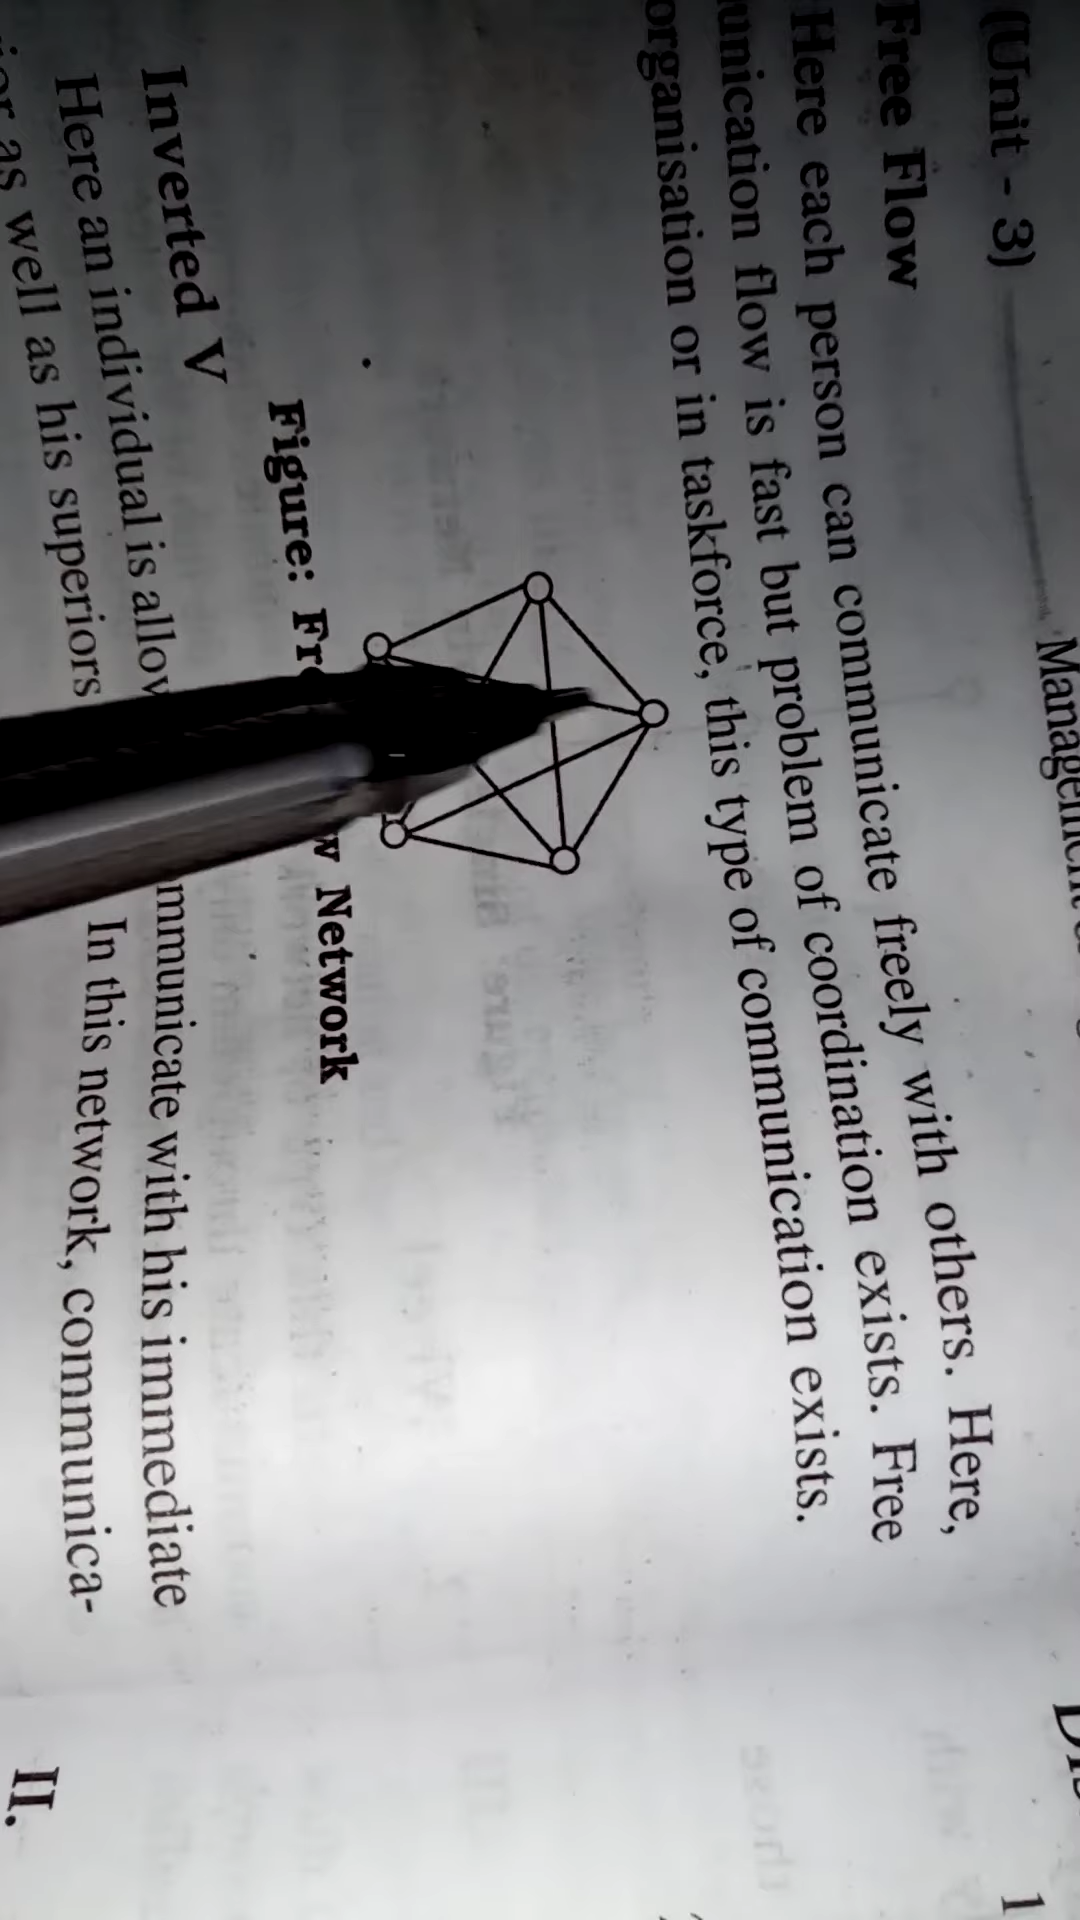 (Unit - 3)
Free Flow
Here each person can communicate freely with others. Here,
unication flow is fast but problem of coordination exists. Free
organisation or in taskforce, this type of communication exists.
Figure: Fr w Network
Inverted V
Here an individual is allow mmunicate with his immediate
as well as his superiors In this network, communica-
II.
1